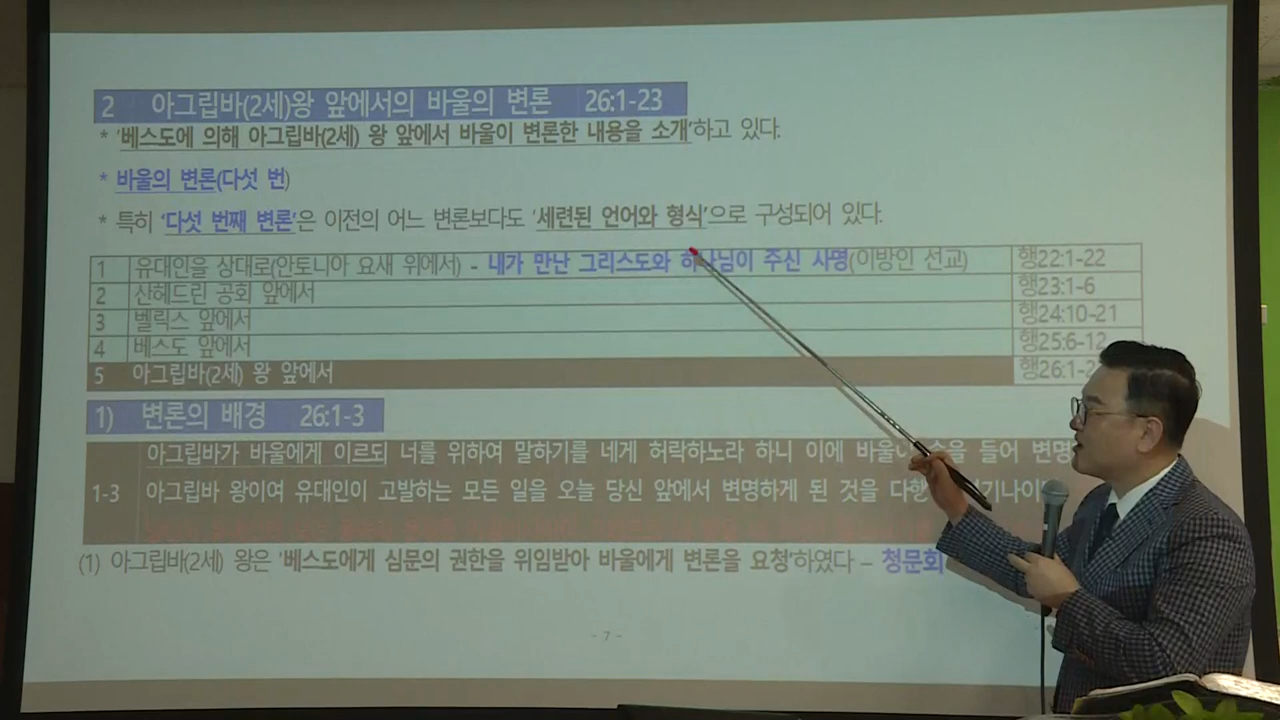 2 아그립바(2세)왕 앞에서의 바울의 변론 26:1-23
* '베스도에 의해 아그립바(2세) 왕 앞에서 바울이 변론한 내용을 소개'하고 있다.
* 바울의 변론(다섯 번)
* 특히 '다섯 번째 변론'은 이전의 어느 변론보다도 '세련된 언어와 형식'으로 구성되어 있다.
1 유대인을 상대로(안토니아 요새 위에서) - 내가 만난 그리스도와 하나님이 주신 사명(이방인 선교) 행22:1-22
2 산헤드린 공회 앞에서 행23:1-6
3 벨릭스 앞에서 행24:10-21
4 베스도 앞에서 행25:6-12
5 아그립바(2세) 왕 앞에서 행26:1-2
1) 변론의 배경 26:1-3
아그립바가 바울에게 이르되 너를 위하여 말하기를 네게 허락하노라 하니 이에 바울이 손을 들어 변명
1-3 아그립바 왕이여 유대인이 고발하는 모든 일을 오늘 당신 앞에서 변명하게 된 것을 다행
(1) 아그립바(2세) 왕은 '베스도에게 심문의 권한을 위임받아 바울에게 변론을 요청'하였다 – 청문회
- 7 -